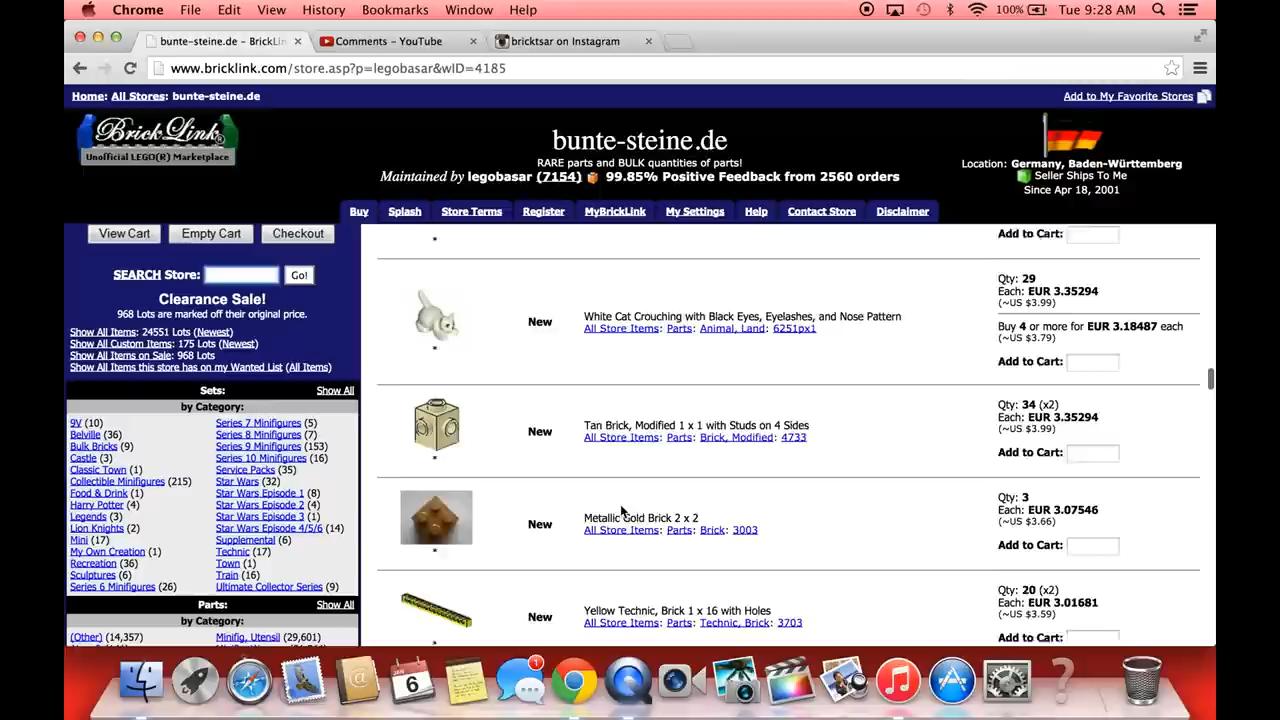 Chrome File Edit View History Bookmarks Window Help 100% Tue 9:28 AM
bunte-steine.de - BrickLin Comments - YouTube bricktsar on Instagram
www.bricklink.com/store.asp?p=legobasar&wID=4185
Home: All Stores: bunte-steine.de Add to My Favorite Stores
BrickLink
Unofficial LEGO(R) Marketplace
bunte-steine.de
RARE parts and BULK quantities of parts!
Maintained by legobasar (7154) 99.85% Positive Feedback from 2560 orders
Location: Germany, Baden-Württemberg
Seller Ships To Me
Since Apr 18, 2001
Buy Splash Store Terms Register MyBrickLink My Settings Help Contact Store Disclaimer
View Cart Empty Cart Checkout
SEARCH Store: Go!
Clearance Sale!
968 Lots are marked off their original price.
Show All Items: 24551 Lots (Newest)
Show All Custom Items: 175 Lots (Newest)
Show All Items on Sale: 968 Lots
Show All Items this store has on my Wanted List (All Items)
Sets: Show All
by Category:
9V (10) Series 7 Minifigures (5)
Belville (36) Series 8 Minifigures (7)
Bulk Bricks (9) Series 9 Minifigures (153)
Castle (3) Series 10 Minifigures (16)
Classic Town (1) Service Packs (35)
Collectible Minifigures (215) Star Wars (32)
Food & Drink (1) Star Wars Episode 1 (8)
Harry Potter (4) Star Wars Episode 2 (4)
Legends (3) Star Wars Episode 3 (1)
Lion Knights (2) Star Wars Episode 4/5/6 (14)
Mini (17) Supplemental (6)
My Own Creation (1) Technic (17)
Recreation (36) Town (1)
Sculptures (6) Train (16)
Series 6 Minifigures (26) Ultimate Collector Series (9)
Parts: Show All
by Category:
(Other) (14,357) Minifig, Utensil (29,601)
Add to Cart:
New
White Cat Crouching with Black Eyes, Eyelashes, and Nose Pattern
All Store Items: Parts: Animal, Land: 6251px1
Qty: 29
Each: EUR 3.35294
(~US $3.99)
Buy 4 or more for EUR 3.18487 each
(~US $3.79)
Add to Cart:
New
Tan Brick, Modified 1 x 1 with Studs on 4 Sides
All Store Items: Parts: Brick, Modified: 4733
Qty: 34 (x2)
Each: EUR 3.35294
(~US $3.99)
Add to Cart:
New
Metallic Gold Brick 2 x 2
All Store Items: Parts: Brick: 3003
Qty: 3
Each: EUR 3.07546
(~US $3.66)
Add to Cart:
New
Yellow Technic, Brick 1 x 16 with Holes
All Store Items: Parts: Technic, Brick: 3703
Qty: 20 (x2)
Each: EUR 3.01681
(~US $3.59)
Add to Cart:
JAN
6
1